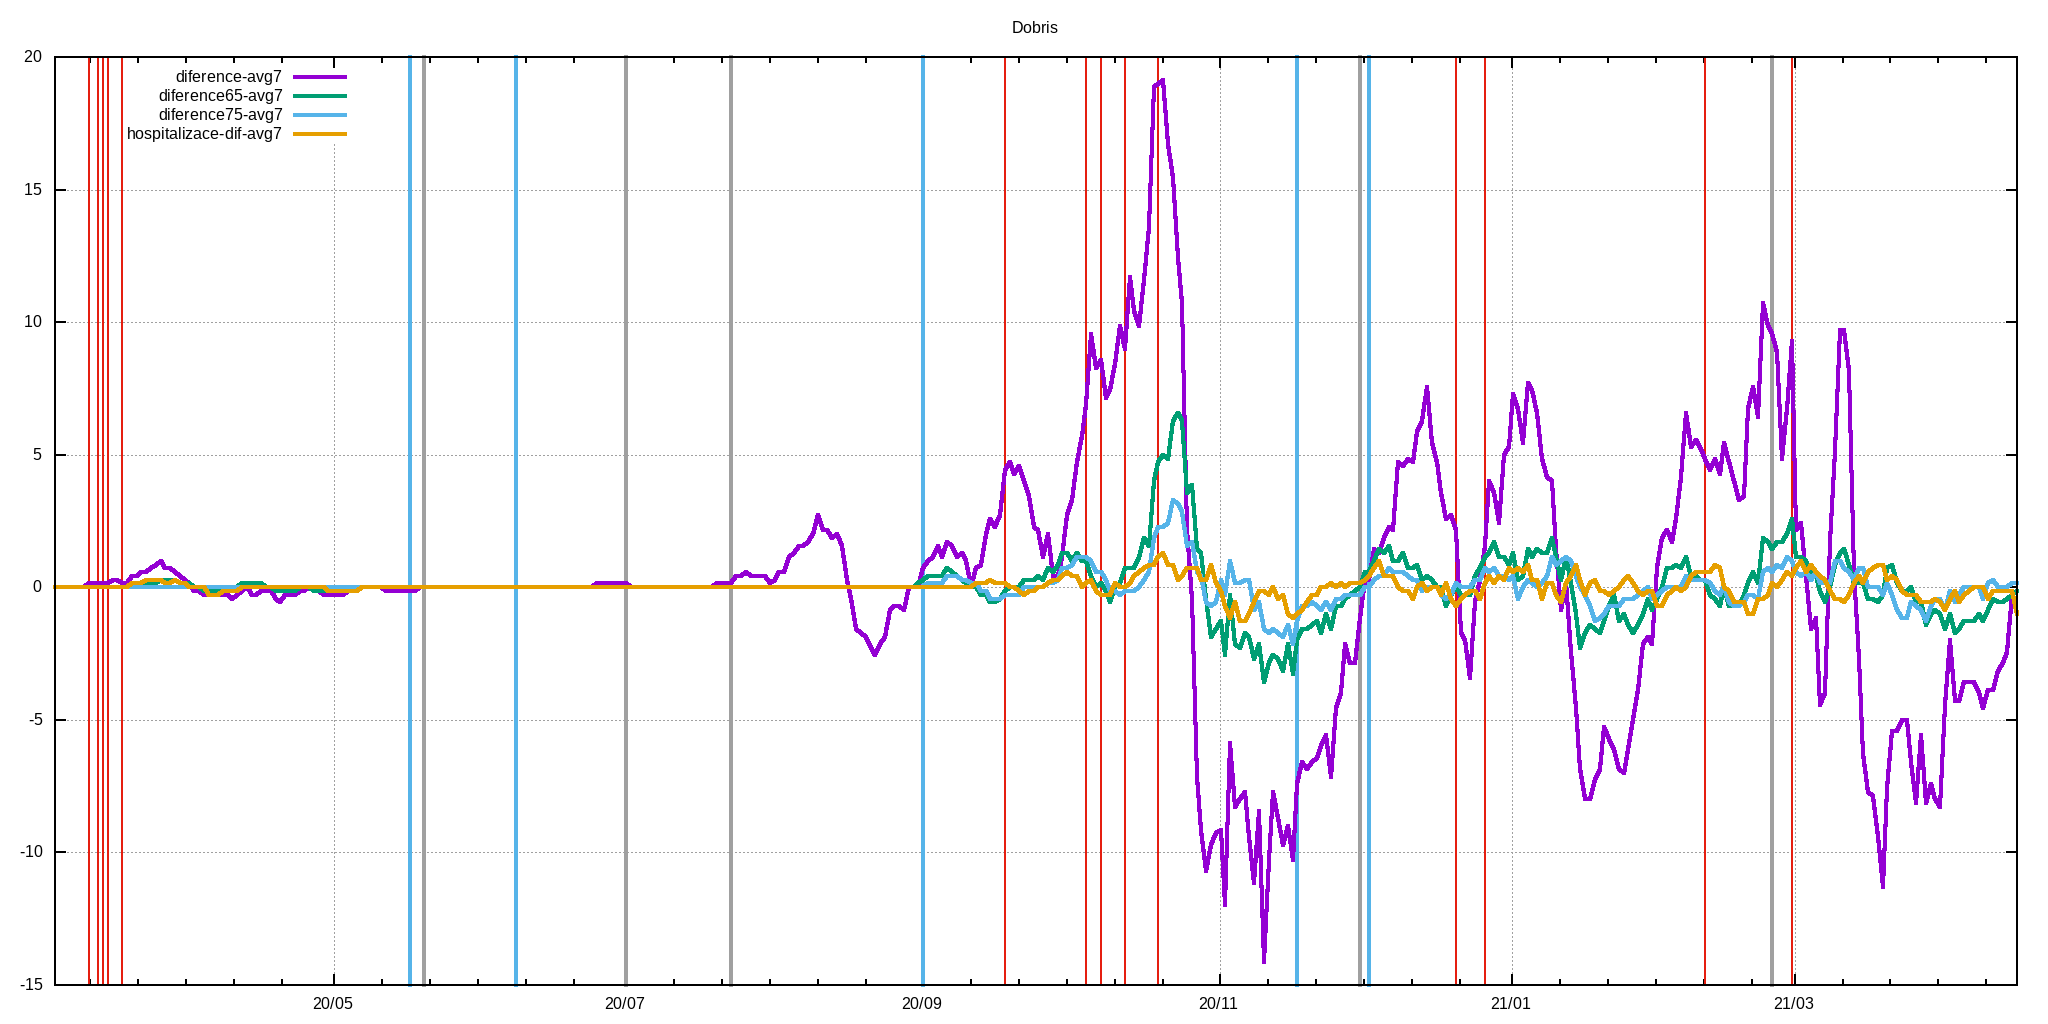 Dobris
20
15
10
5
0
-5
-10
-15
diference-avg7
diference65-avg7
diference75-avg7
hospitalizace-dif-avg7
20/05 20/07 20/09 20/11 21/01 21/03